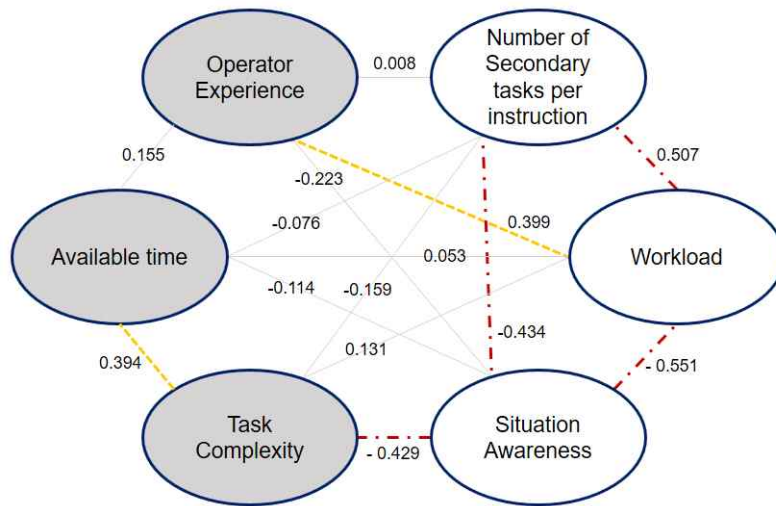 Operator
Experience
0.008
Number of
Secondary
tasks per
instruction
0.155
-0.223
0.507
-0.076
0.399
Available time
0.053
Workload
-0.114
-0.159
-0.434
0.394
0.131
- 0.551
Task
Complexity
- 0.429
Situation
Awareness